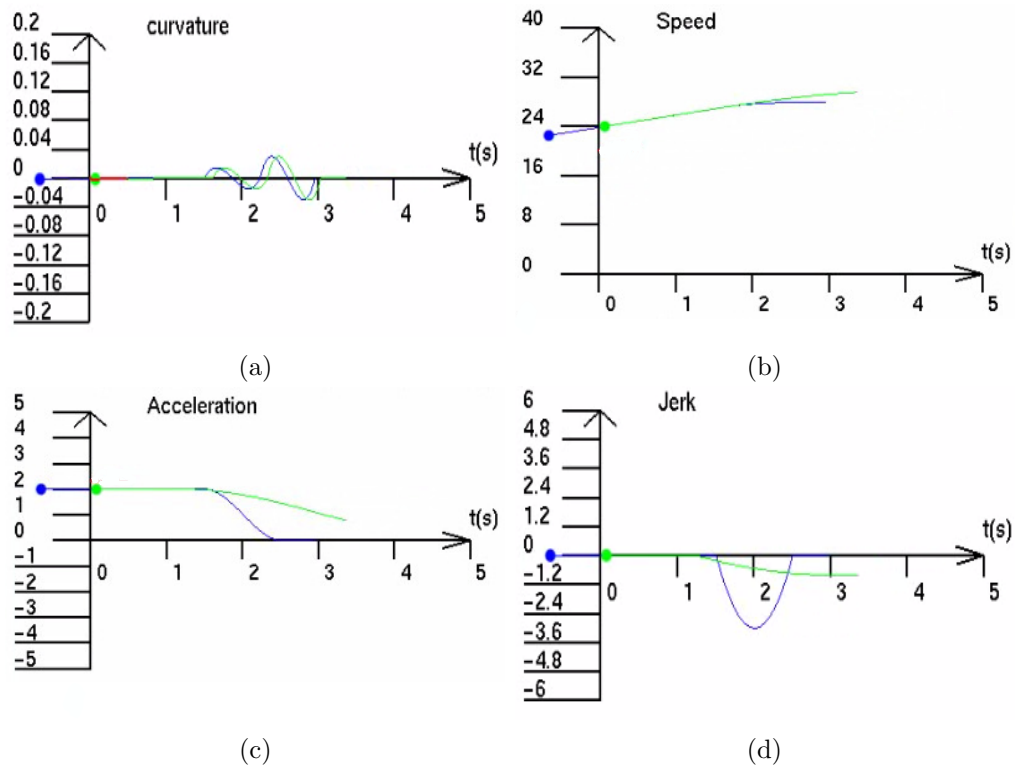 curvature
0.2
0.16
0.12
0.08
0.04
0
-0.04
-0.08
-0.12
-0.16
-0.2
t(s)
0 1 2 3 4 5
(a)
Speed
40
32
24
16
8
0
t(s)
0 1 2 3 4 5
(b)
Acceleration
5
4
3
2
1
0
-1
-2
-3
-4
-5
t(s)
0 1 2 3 4 5
(c)
Jerk
6
4.8
3.6
2.4
1.2
0
-1.2
-2.4
-3.6
-4.8
-6
t(s)
0 1 2 3 4 5
(d)